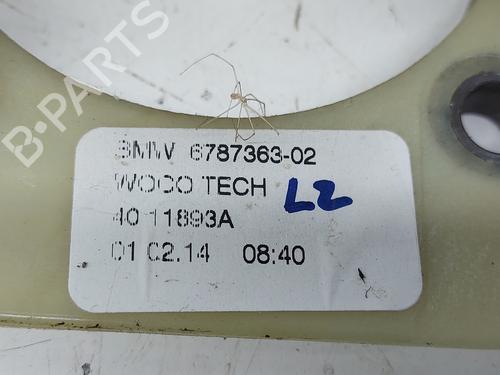 B-PARTS
BMW 6787363-02
WOCO TECH L2
40 11893A
01 02.14 08:40